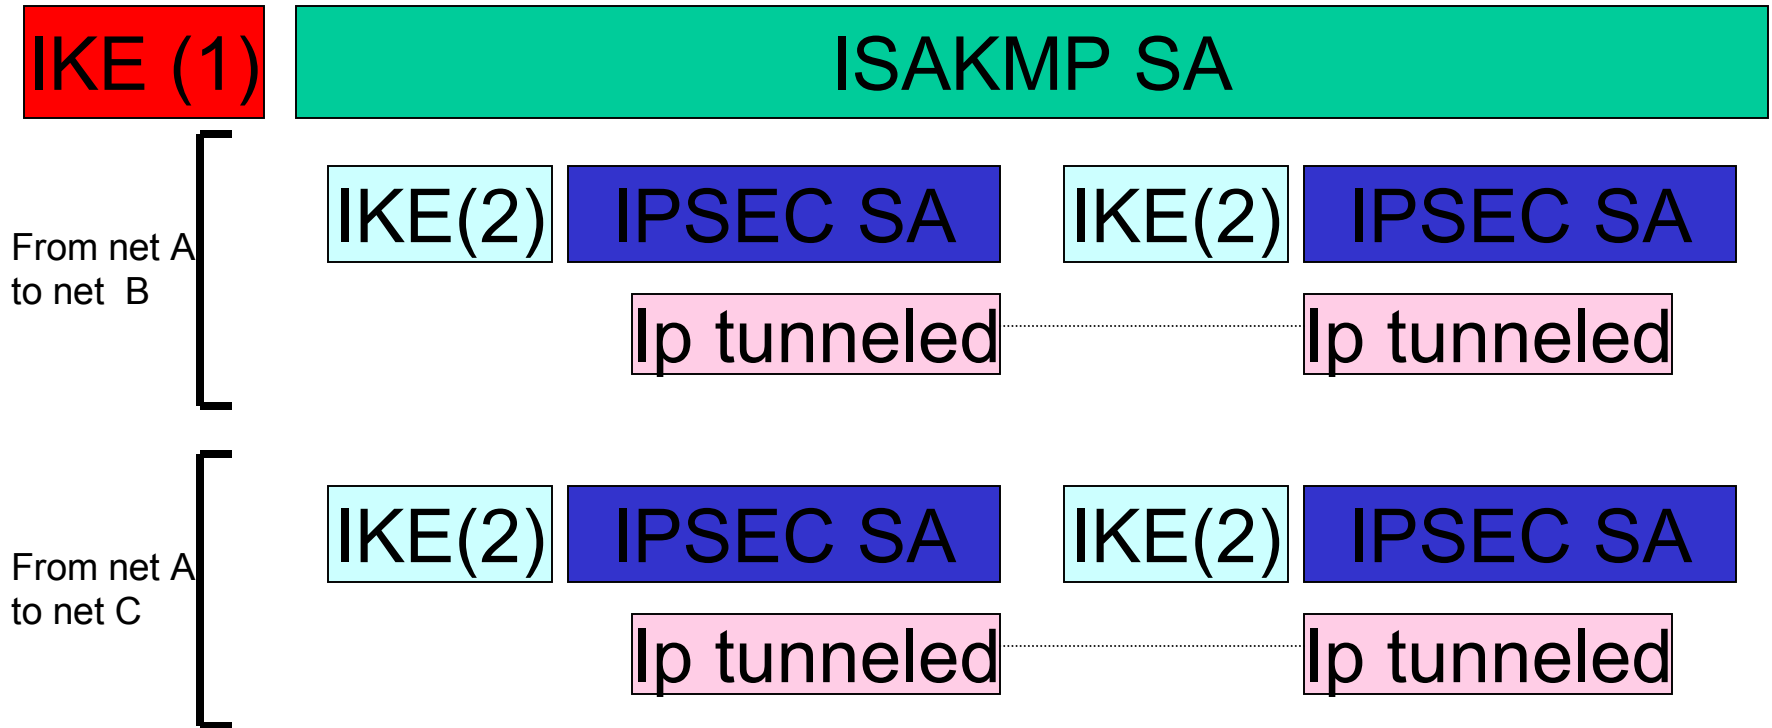 IKE (1) ISAKMP SA
IKE(2) IPSEC SA IKE(2) IPSEC SA
From net A
to net B
Ip tunneled Ip tunneled
IKE(2) IPSEC SA IKE(2) IPSEC SA
From net A
to net C
Ip tunneled Ip tunneled